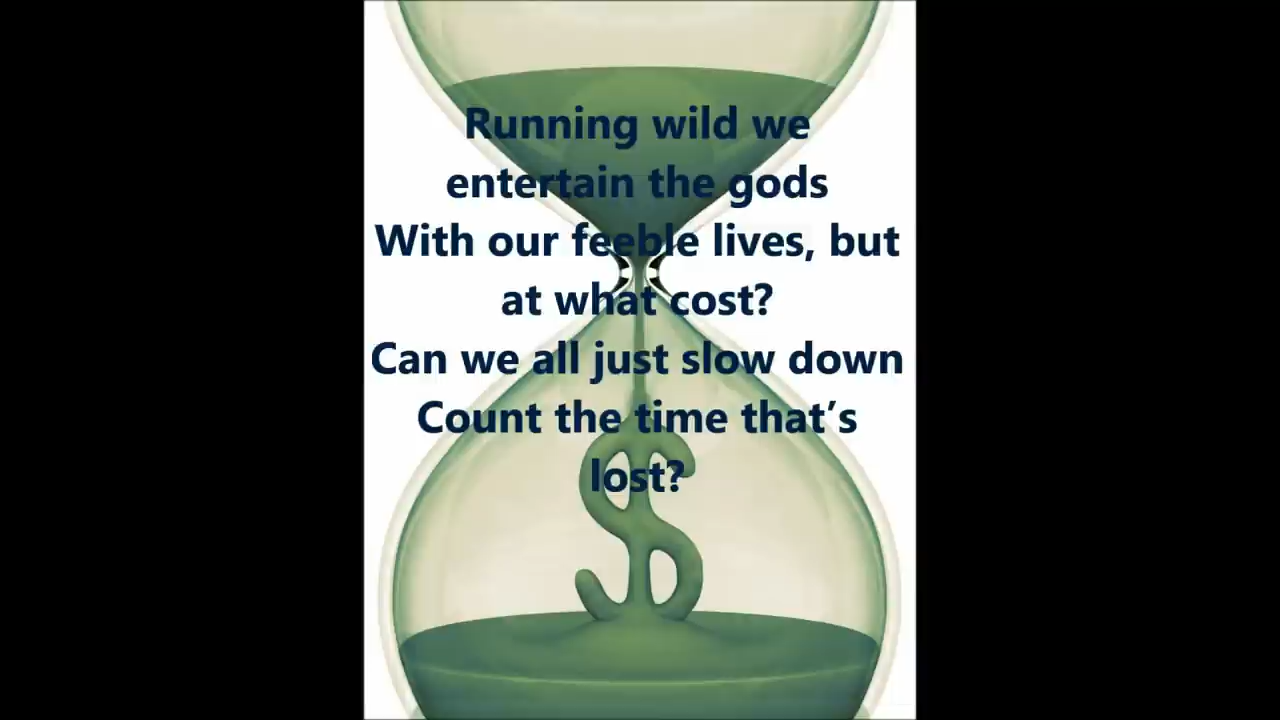 Running wild we
entertain the gods
With our feeble lives, but
at what cost?
Can we all just slow down
Count the time that’s
lost?